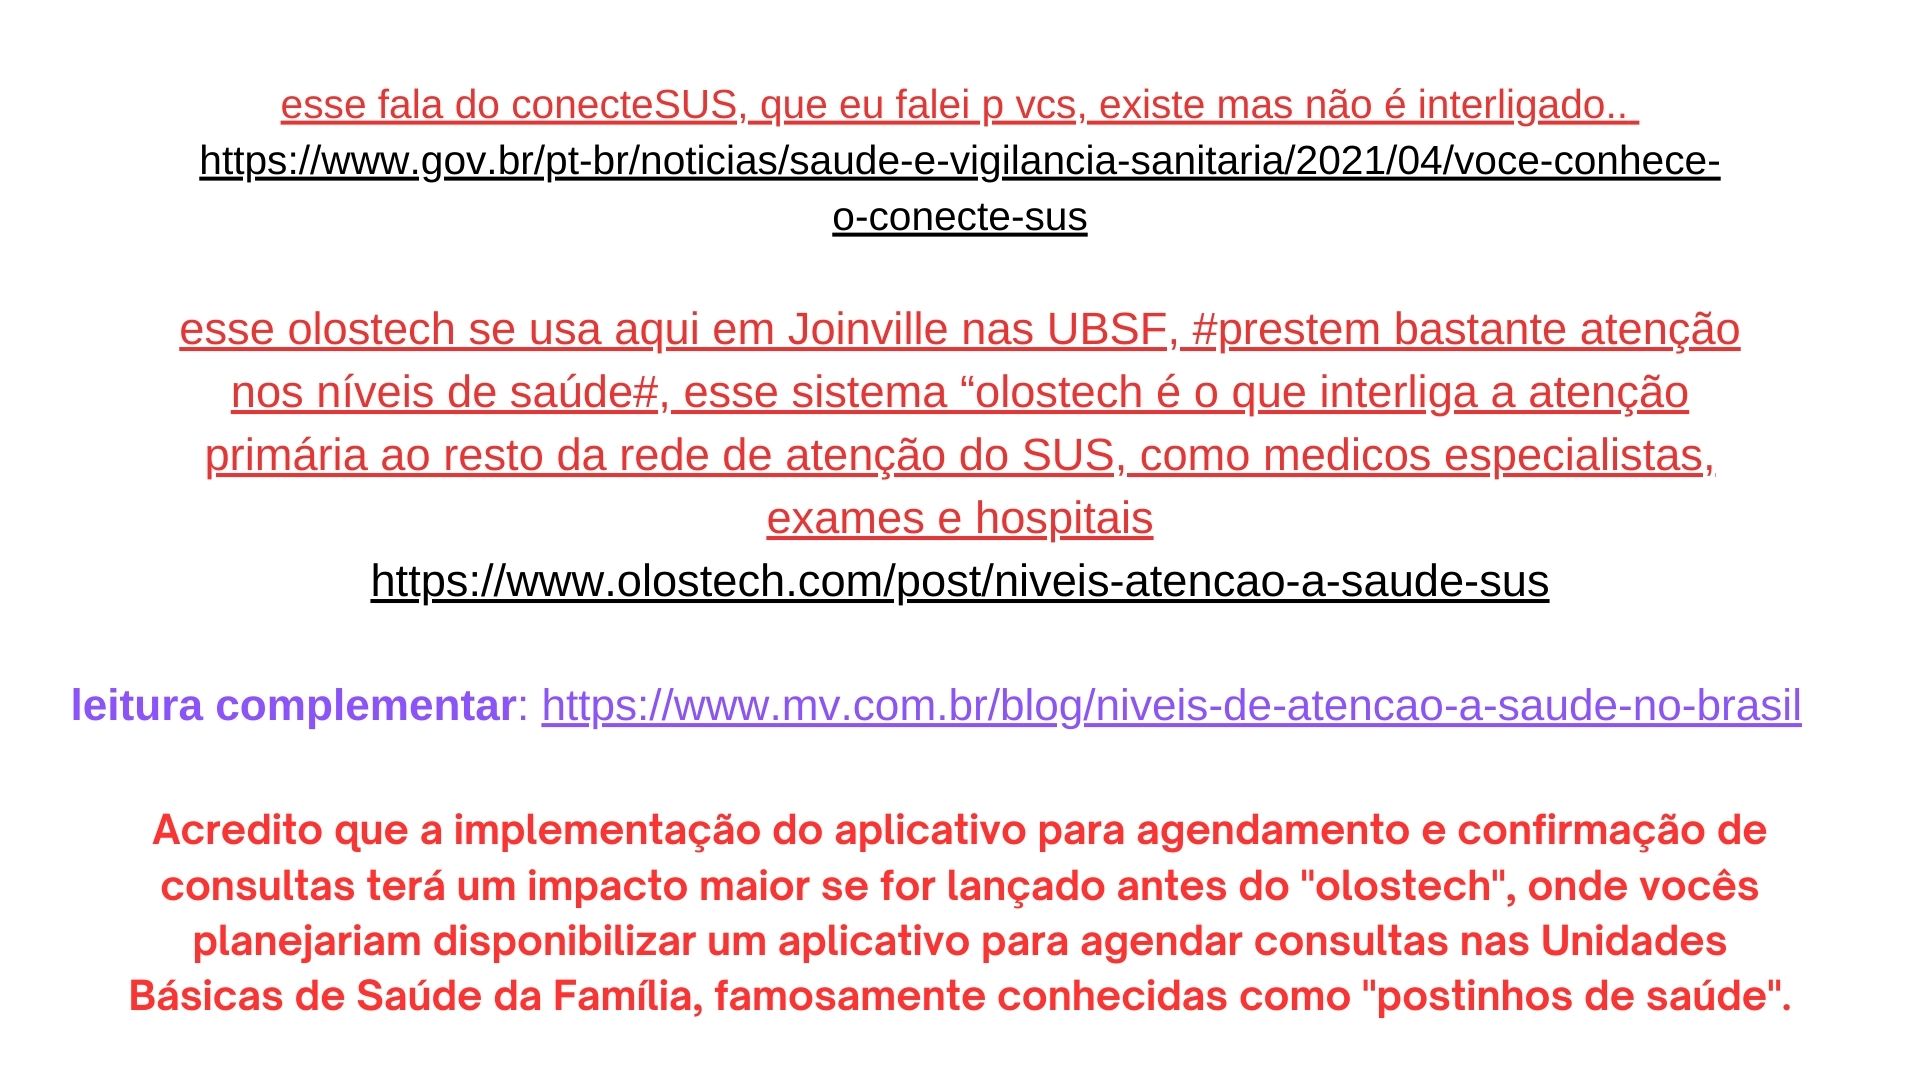 esse fala do conecteSUS, que eu falei p vcs, existe mas não é interligado..
https://www.gov.br/pt-br/noticias/saude-e-vigilancia-sanitaria/2021/04/voce-conhece-
o-conecte-sus
esse olostech se usa aqui em Joinville nas UBSF, #prestem bastante atenção
nos níveis de saúde#, esse sistema “olostech é o que interliga a atenção
primária ao resto da rede de atenção do SUS, como medicos especialistas,
exames e hospitais
https://www.olostech.com/post/niveis-atencao-a-saude-sus
leitura complementar: https://www.mv.com.br/blog/niveis-de-atencao-a-saude-no-brasil
Acredito que a implementação do aplicativo para agendamento e confirmação de
consultas terá um impacto maior se for lançado antes do "olostech", onde vocês
planejariam disponibilizar um aplicativo para agendar consultas nas Unidades
Básicas de Saúde da Família, famosamente conhecidas como "postinhos de saúde".